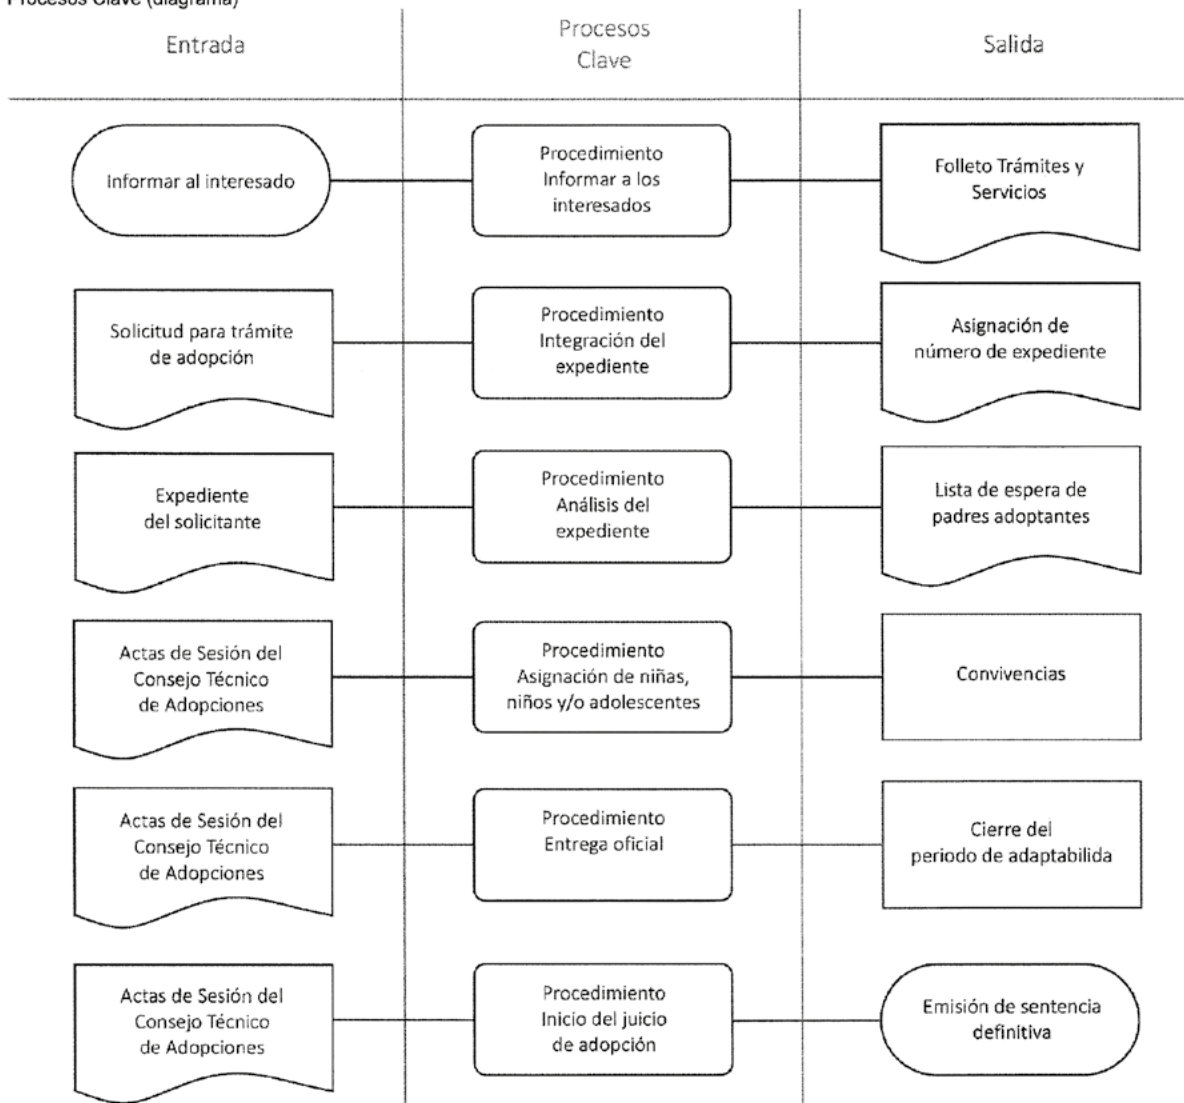 Procesos Clave (diagrama)
Entrada
Procesos
Clave
Salida
Informar al interesado
Procedimiento
Informar a los
interesados
Folleto Trámites y
Servicios
Solicitud para trámite
de adopción
Procedimiento
Integración del
expediente
Asignación de
número de expediente
Expediente
del solicitante
Procedimiento
Análisis del
expediente
Lista de espera de
padres adoptantes
Actas de Sesión del
Consejo Técnico
de Adopciones
Procedimiento
Asignación de niñas,
niños y/o adolescentes
Convivencias
Actas de Sesión del
Consejo Técnico
de Adopciones
Procedimiento
Entrega oficial
Cierre del
periodo de adaptabilida
Actas de Sesión del
Consejo Técnico
de Adopciones
Procedimiento
Inicio del juicio
de adopción
Emisión de sentencia
definitiva